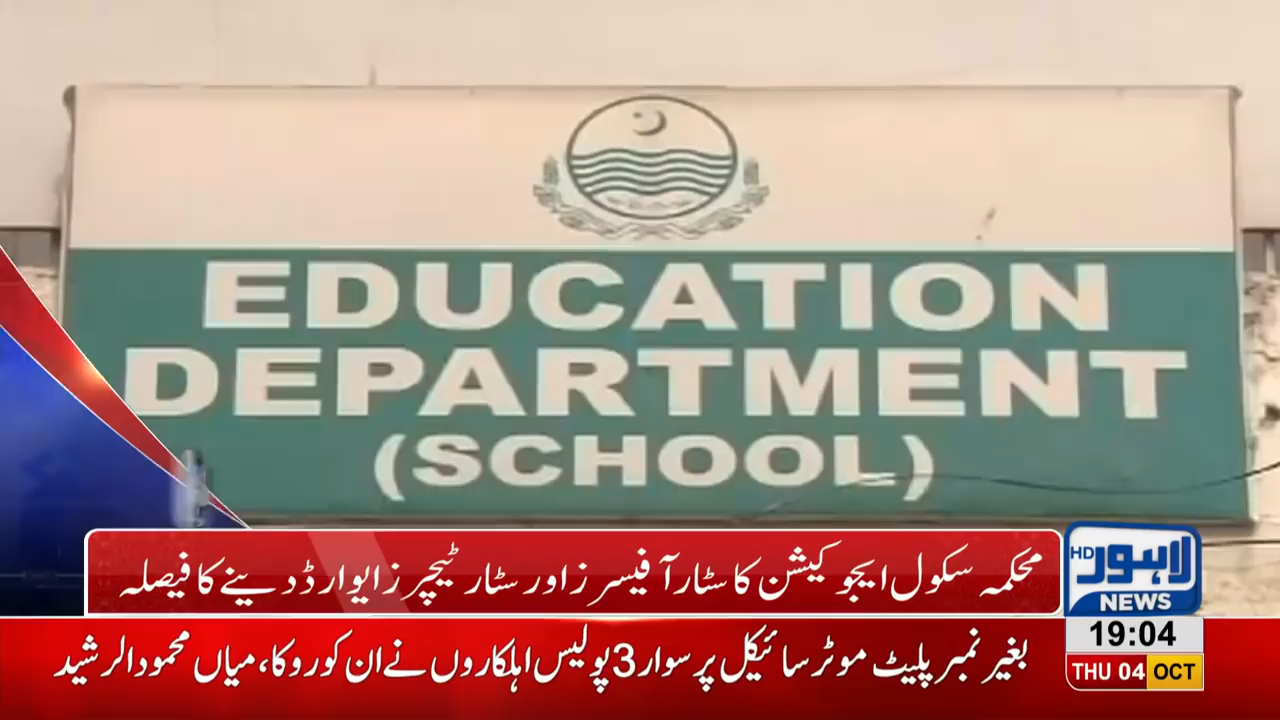 EDUCATION
DEPARTMENT
(SCHOOL)
محکمہ سکول ایجوکیشن کا سٹار آفیسرز اور سٹار ٹیچرز ایوارڈ دینے کا فیصلہ
HD
لاہور
NEWS
19:04
بغیر نمبر پلیٹ موٹر سائیکل پر سوار 3 پولیس اہلکاروں نے ان کو روکا، میاں محمود الرشید
THU 04 OCT